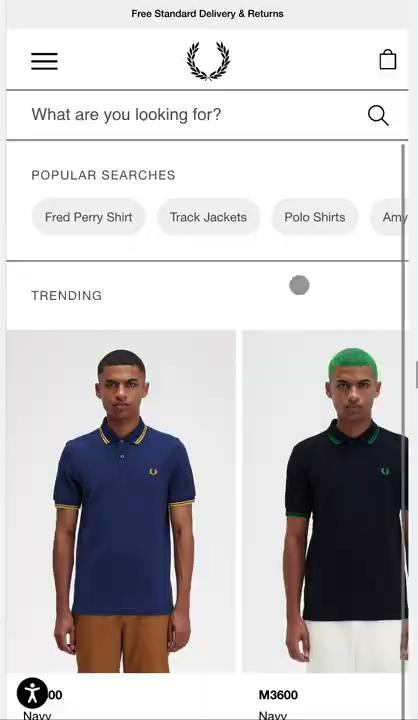 Free Standard Delivery & Returns
What are you looking for?
POPULAR SEARCHES
Fred Perry Shirt
Track Jackets
Polo Shirts
TRENDING
M3600
Navy
Navy